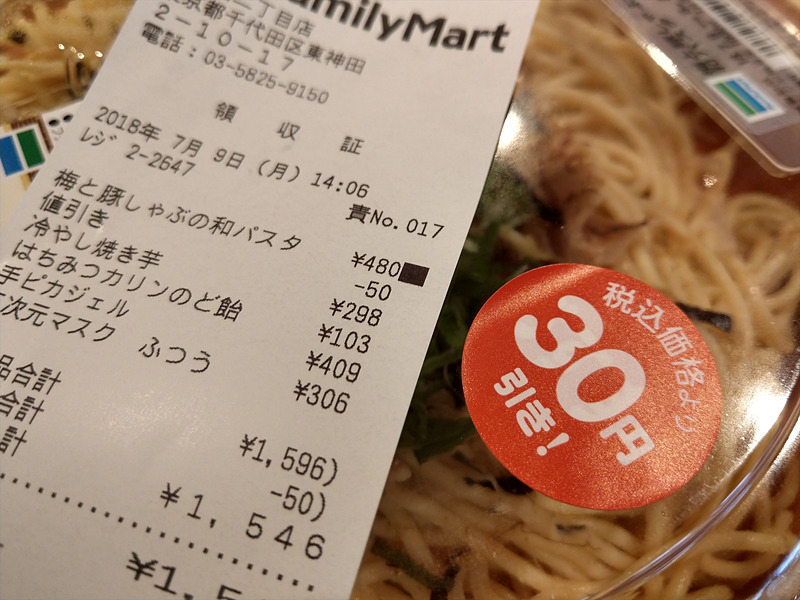 FamilyMart
二丁目店
京都千代田区東神田
2-10-17
電話：03-5825-9150
領 収 証
2018年 7月 9日（月）14:06
ﾚｼﾞ 2-2647
責No.017
梅と豚しゃぶの和パスタ ¥480
値引き -50
冷やし焼き芋 ¥298
はちみつカリンのど飴 ¥103
手ピカジェル ¥409
次元マスク ふつう ¥306
品合計 ¥1,596)
合計 -50)
計 ¥1,546
¥1,5
税込価格より
30円
引き!